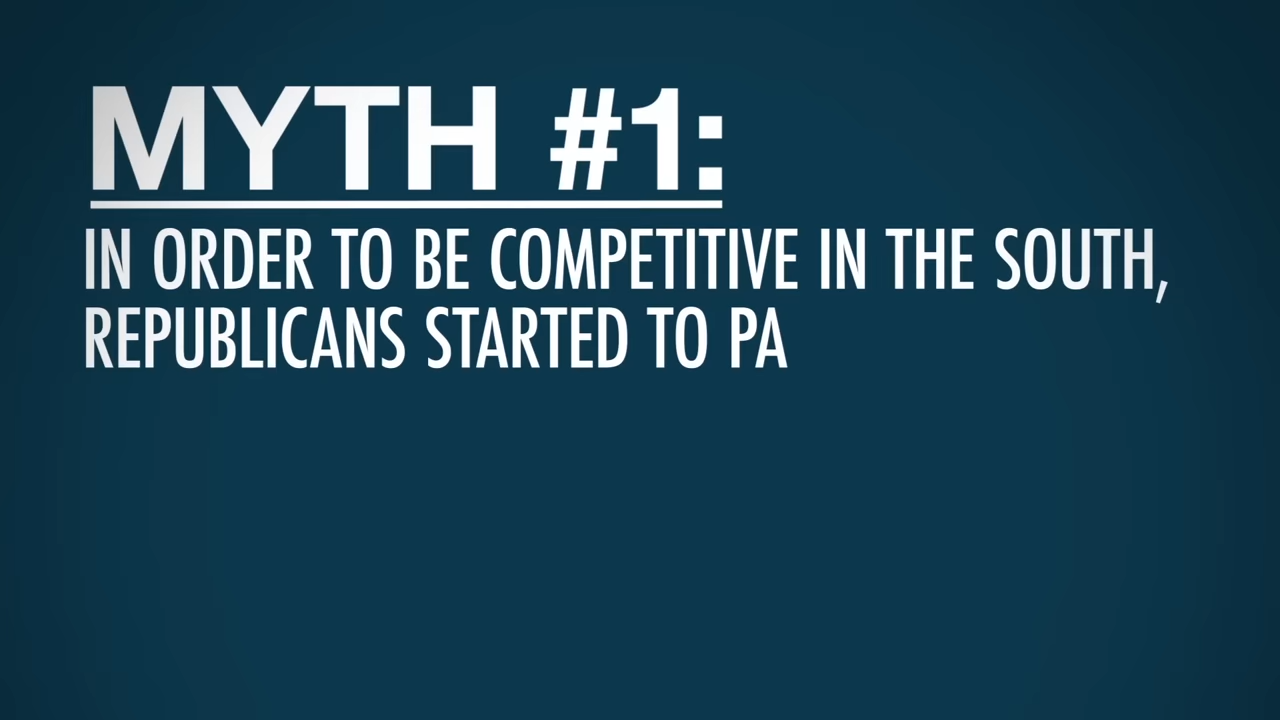 MYTH #1:
IN ORDER TO BE COMPETITIVE IN THE SOUTH,
REPUBLICANS STARTED TO PA